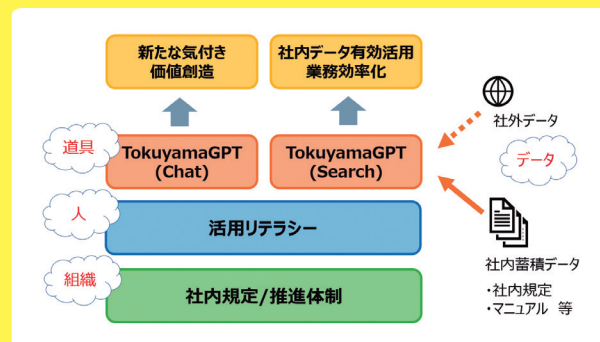 新たな気付き
価値創造
社内データ有効活用
業務効率化
社外データ
道具
TokuyamaGPT
(Chat)
TokuyamaGPT
(Search)
データ
人
活用リテラシー
組織
社内規定/推進体制
社内蓄積データ
・社内規定
・マニュアル 等